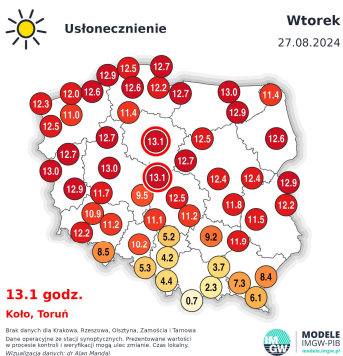 Usłonecznienie
Wtorek
27.08.2024
12.9 12.5 12.7
12.3 12.0 12.6 12.6 12.2 12.7 13.0 11.4
12.5 11.0 11.4 12.9
12.7 13.1 12.5 12.6
12.7 12.7
13.0 13.0 13.1 12.4 12.4 12.9
12.9 11.7 9.5 12.5 11.8 12.2
10.9 11.2 11.1 11.2 11.5
12.2 5.2 9.2 11.9
8.5 10.2 4.2
5.3 3.7 8.4
4.4 2.3 7.3
0.7 6.1
13.1 godz.
Koło, Toruń
Brak danych dla Krakowa, Rzeszowa, Olsztyna, Zamościa i Tarnowa
Dane operacyjne ze stacji synoptycznych. Prezentowane wartości
w procesie kontroli i weryfikacji mogą ulec zmianie. Czas lokalny.
Wizualizacja danych: dr Alan Mandal
IM
GW
MODELE
IMGW-PIB
modele.imgw.pl